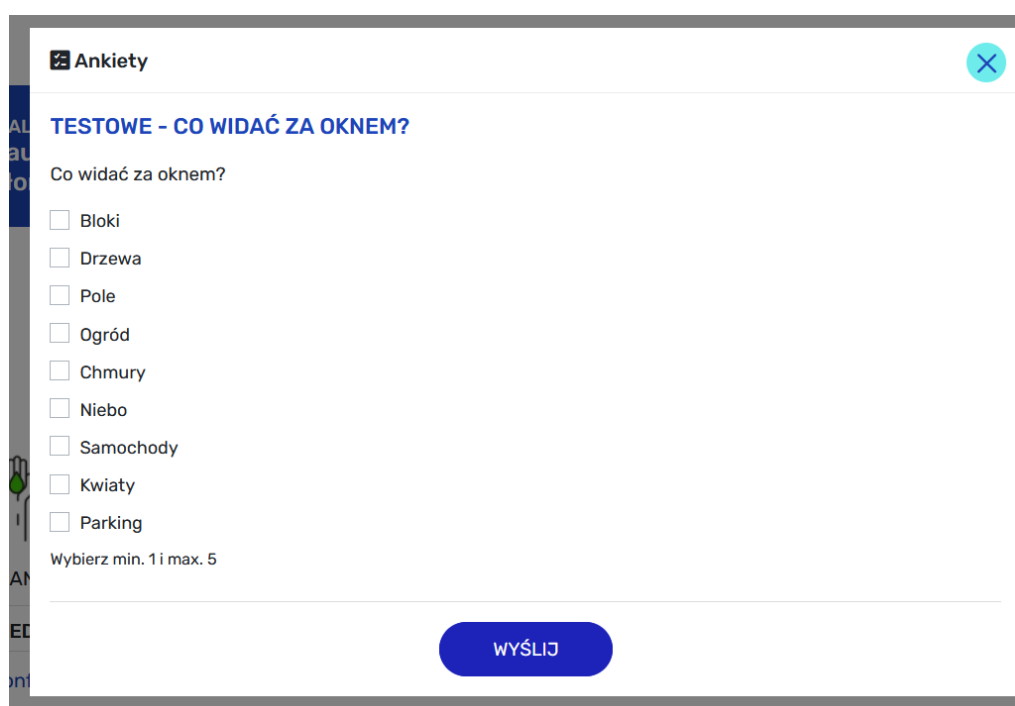 Ankiety
TESTOWE - CO WIDAĆ ZA OKNEM?
Co widać za oknem?
Bloki
Drzewa
Pole
Ogród
Chmury
Niebo
Samochody
Kwiaty
Parking
Wybierz min. 1 i max. 5
WYŚLIJ